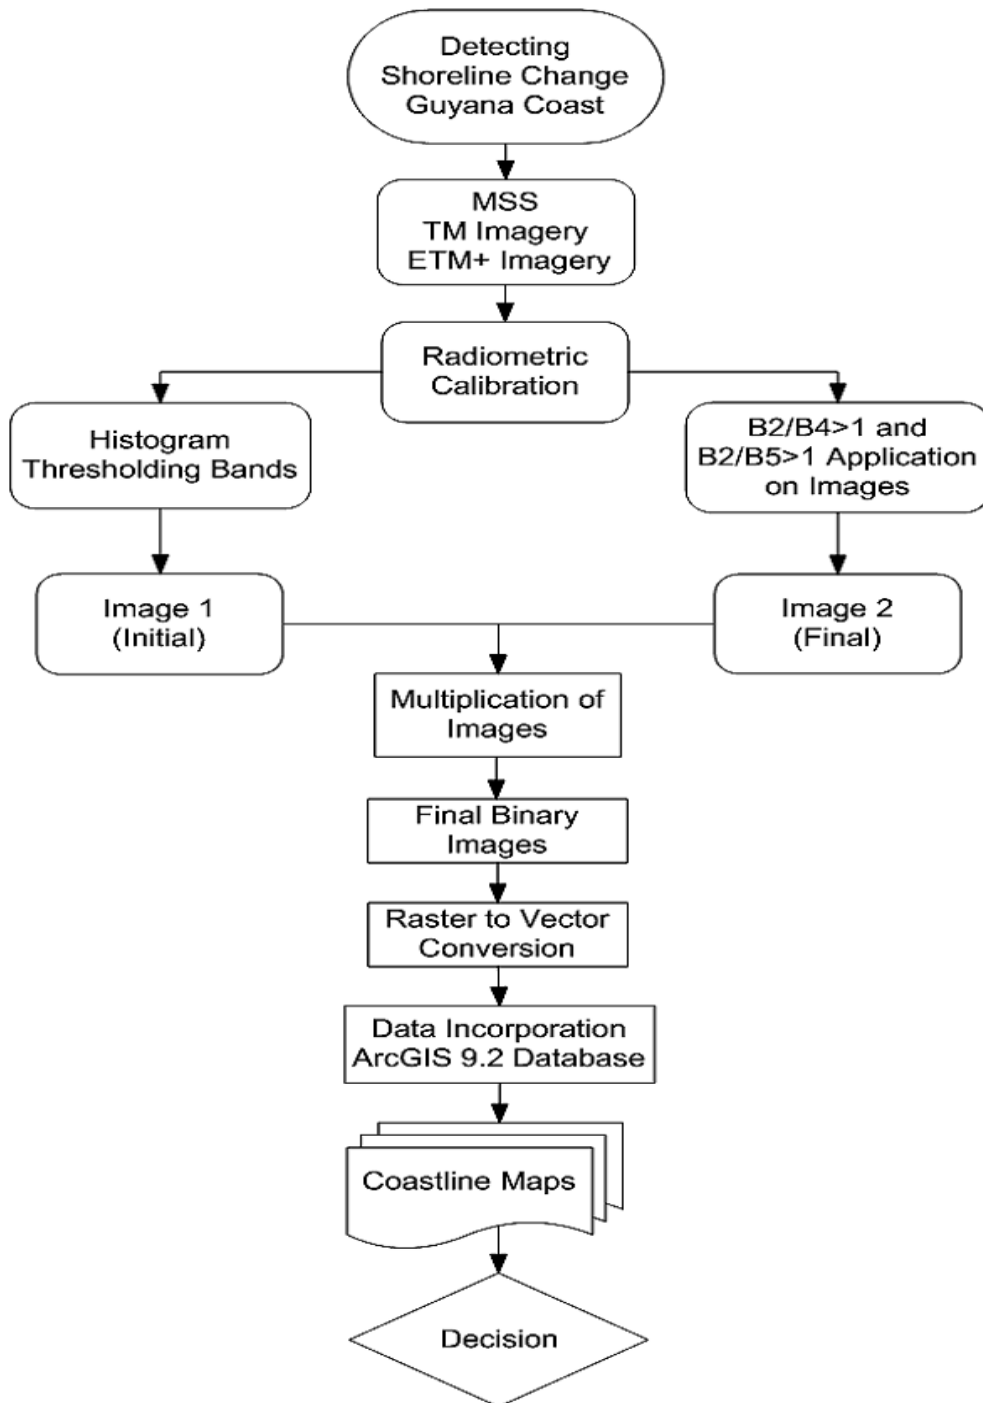 Detecting
Shoreline Change
Guyana Coast
MSS
TM Imagery
ETM+ Imagery
Radiometric
Calibration
Histogram
Thresholding Bands
B2/B4>1 and
B2/B5>1 Application
on Images
Image 1
(Initial)
Image 2
(Final)
Multiplication of
Images
Final Binary
Images
Raster to Vector
Conversion
Data Incorporation
ArcGIS 9.2 Database
Coastline Maps
Decision